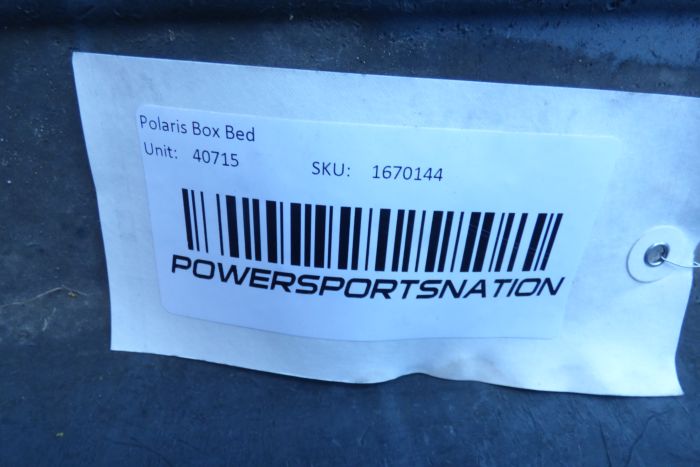 Polaris Box Bed
Unit: 40715 SKU: 1670144
POWERSPORTSNATION